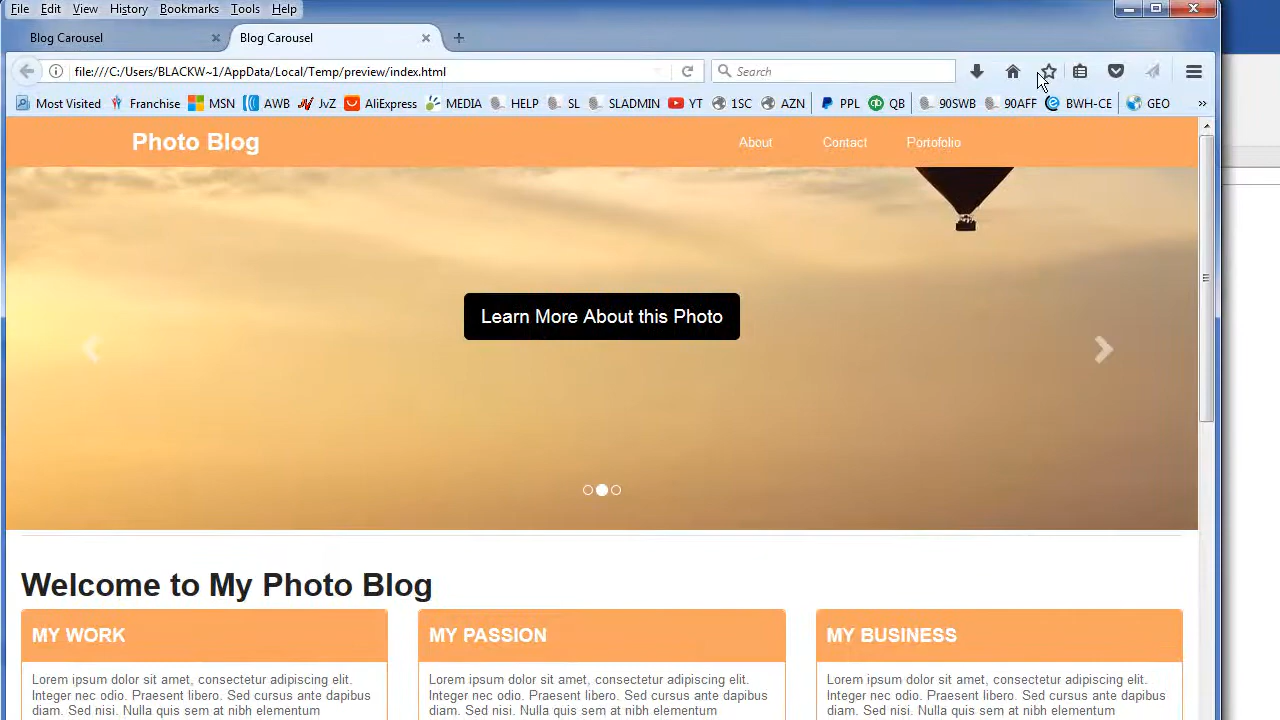 File Edit View History Bookmarks Tools Help
Blog Carousel Blog Carousel
file:///C:/Users/BLACKW~1/AppData/Local/Temp/preview/index.html Search
Most Visited Franchise MSN AWB JvZ AliExpress MEDIA HELP SL SLADMIN YT 1SC AZN PPL QB 90SWB 90AFF BWH-CE GEO »
Photo Blog About Contact Portofolio
Learn More About this Photo
Welcome to My Photo Blog
MY WORK MY PASSION MY BUSINESS
Lorem ipsum dolor sit amet, consectetur adipiscing elit. Lorem ipsum dolor sit amet, consectetur adipiscing elit. Lorem ipsum dolor sit amet, consectetur adipiscing elit.
Integer nec odio. Praesent libero. Sed cursus ante dapibus Integer nec odio. Praesent libero. Sed cursus ante dapibus Integer nec odio. Praesent libero. Sed cursus ante dapibus
diam. Sed nisi. Nulla quis sem at nibh elementum diam. Sed nisi. Nulla quis sem at nibh elementum diam. Sed nisi. Nulla quis sem at nibh elementum